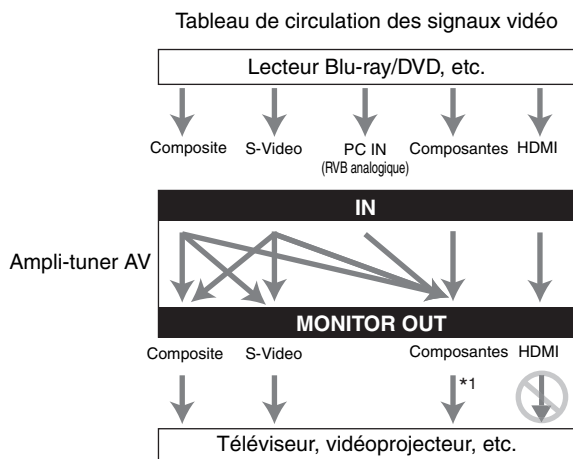 Tableau de circulation des signaux vidéo
Lecteur Blu-ray/DVD, etc.
Composite S-Video PC IN Composantes HDMI
(RVB analogique)
IN
Ampli-tuner AV
MONITOR OUT
Composite S-Video Composantes HDMI
*1
Téléviseur, vidéoprojecteur, etc.